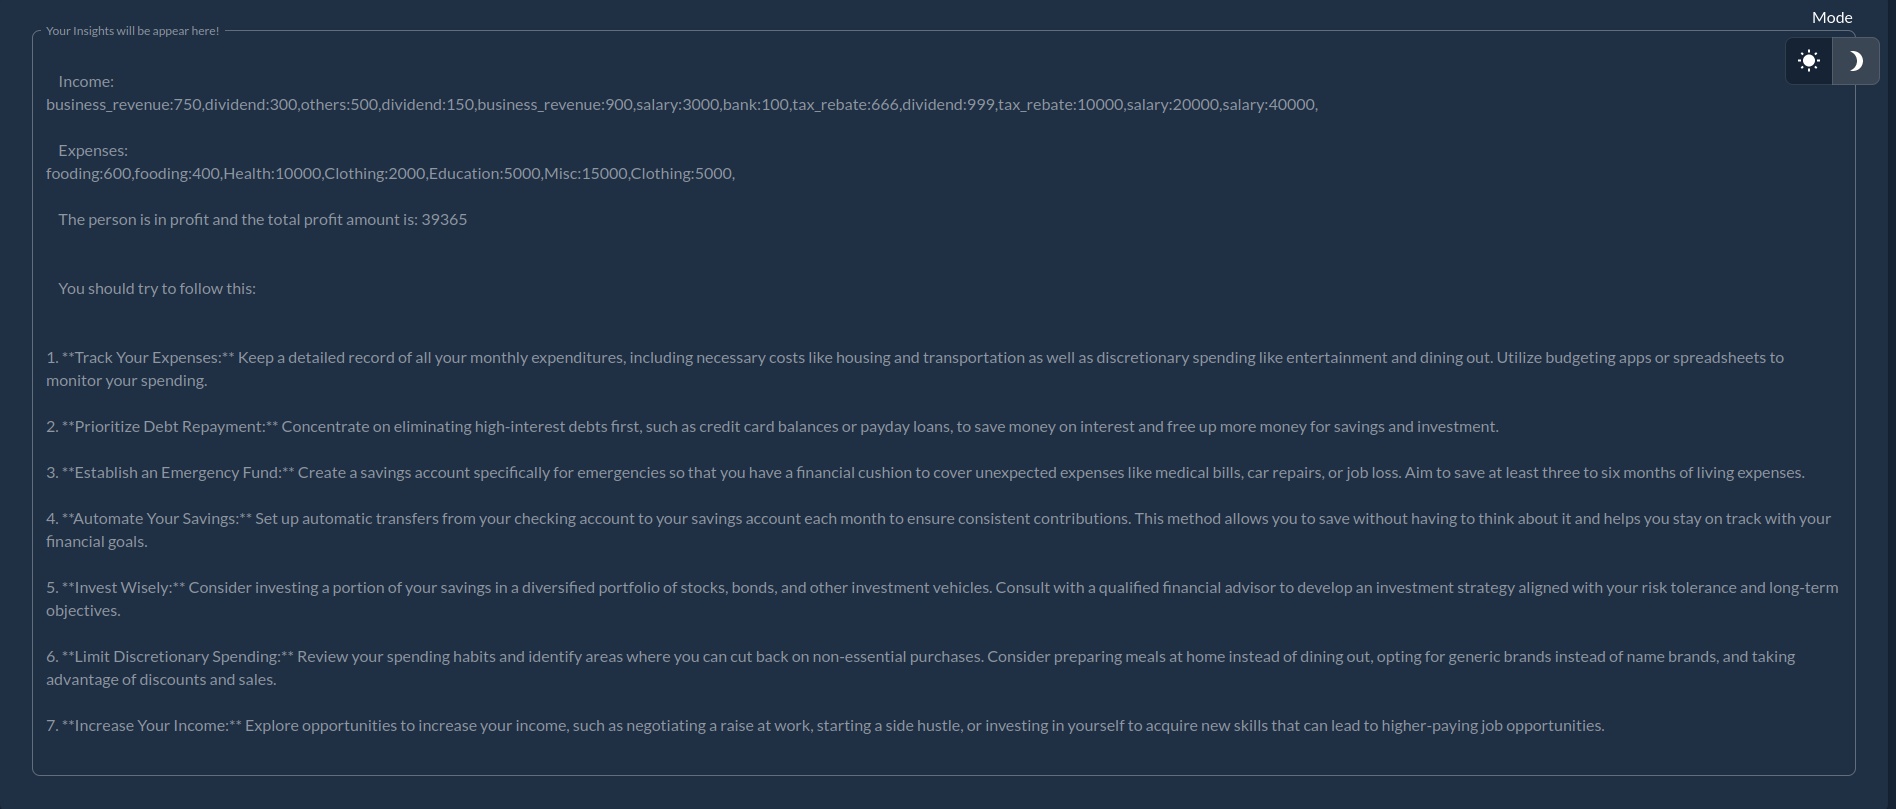 Mode
Your Insights will be appear here!
Income:
business_revenue:750,dividend:300,others:500,dividend:150,business_revenue:900,salary:3000,bank:100,tax_rebate:666,dividend:999,tax_rebate:10000,salary:20000,salary:40000,
Expenses:
fooding:600,fooding:400,Health:10000,Clothing:2000,Education:5000,Misc:15000,Clothing:5000,
The person is in profit and the total profit amount is: 39365
You should try to follow this:
1. **Track Your Expenses:** Keep a detailed record of all your monthly expenditures, including necessary costs like housing and transportation as well as discretionary spending like entertainment and dining out. Utilize budgeting apps or spreadsheets to
monitor your spending.
2. **Prioritize Debt Repayment:** Concentrate on eliminating high-interest debts first, such as credit card balances or payday loans, to save money on interest and free up more money for savings and investment.
3. **Establish an Emergency Fund:** Create a savings account specifically for emergencies so that you have a financial cushion to cover unexpected expenses like medical bills, car repairs, or job loss. Aim to save at least three to six months of living expenses.
4. **Automate Your Savings:** Set up automatic transfers from your checking account to your savings account each month to ensure consistent contributions. This method allows you to save without having to think about it and helps you stay on track with your
financial goals.
5. **Invest Wisely:** Consider investing a portion of your savings in a diversified portfolio of stocks, bonds, and other investment vehicles. Consult with a qualified financial advisor to develop an investment strategy aligned with your risk tolerance and long-term
objectives.
6. **Limit Discretionary Spending:** Review your spending habits and identify areas where you can cut back on non-essential purchases. Consider preparing meals at home instead of dining out, opting for generic brands instead of name brands, and taking
advantage of discounts and sales.
7. **Increase Your Income:** Explore opportunities to increase your income, such as negotiating a raise at work, starting a side hustle, or investing in yourself to acquire new skills that can lead to higher-paying job opportunities.